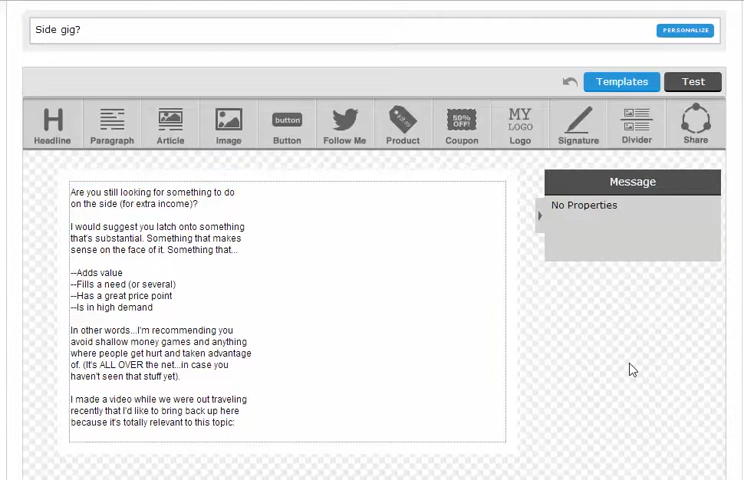 Side gig?
PERSONALIZE
Templates
Test
H
Headline
Paragraph
Article
Image
button
Button
Follow Me
Product
50%
OFF!
Coupon
MY
LOGO
Logo
Signature
Divider
Share
Are you still looking for something to do
on the side (for extra income)?
I would suggest you latch onto something
that's substantial. Something that makes
sense on the face of it. Something that...
--Adds value
--Fills a need (or several)
--Has a great price point
--Is in high demand
In other words...I'm recommending you
avoid shallow money games and anything
where people get hurt and taken advantage
of. (It's ALL OVER the net...in case you
haven't seen that stuff yet).
I made a video while we were out traveling
recently that I'd like to bring back up here
because it's totally relevant to this topic:
Message
No Properties